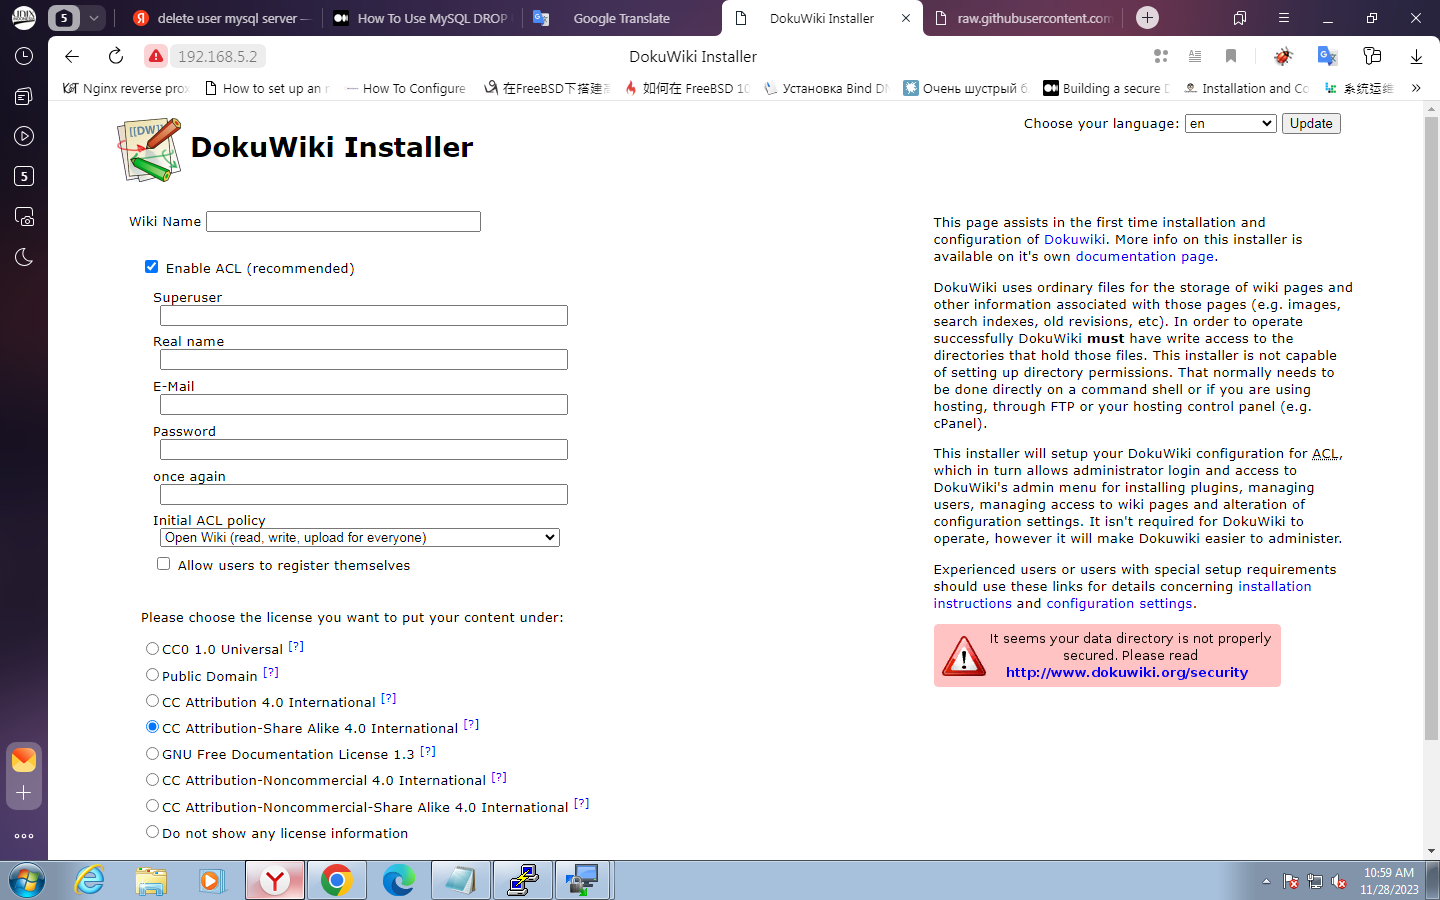 5
delete user mysql server —
How To Use MySQL DROP
Google Translate
DokuWiki Installer
raw.githubusercontent.com
192.168.5.2
DokuWiki Installer
Nginx reverse prox
How to set up an n
How To Configure
在FreeBSD下搭建高
如何在 FreeBSD 10
Установка Bind DN
Очень шустрый б
Building a secure D
Installation and Co
系统运维
5
[[DW]]
DokuWiki Installer
Choose your language: en Update
Wiki Name
Enable ACL (recommended)
Superuser
Real name
E-Mail
Password
once again
Initial ACL policy
Open Wiki (read, write, upload for everyone)
Allow users to register themselves
Please choose the license you want to put your content under:
CC0 1.0 Universal [?]
Public Domain [?]
CC Attribution 4.0 International [?]
CC Attribution-Share Alike 4.0 International [?]
GNU Free Documentation License 1.3 [?]
CC Attribution-Noncommercial 4.0 International [?]
CC Attribution-Noncommercial-Share Alike 4.0 International [?]
Do not show any license information
This page assists in the first time installation and
configuration of Dokuwiki. More info on this installer is
available on it's own documentation page.
DokuWiki uses ordinary files for the storage of wiki pages and
other information associated with those pages (e.g. images,
search indexes, old revisions, etc). In order to operate
successfully DokuWiki must have write access to the
directories that hold those files. This installer is not capable
of setting up directory permissions. That normally needs to
be done directly on a command shell or if you are using
hosting, through FTP or your hosting control panel (e.g.
cPanel).
This installer will setup your DokuWiki configuration for ACL,
which in turn allows administrator login and access to
DokuWiki's admin menu for installing plugins, managing
users, managing access to wiki pages and alteration of
configuration settings. It isn't required for DokuWiki to
operate, however it will make Dokuwiki easier to administer.
Experienced users or users with special setup requirements
should use these links for details concerning installation
instructions and configuration settings.
It seems your data directory is not properly
secured. Please read
http://www.dokuwiki.org/security
10:59 AM
11/28/2023